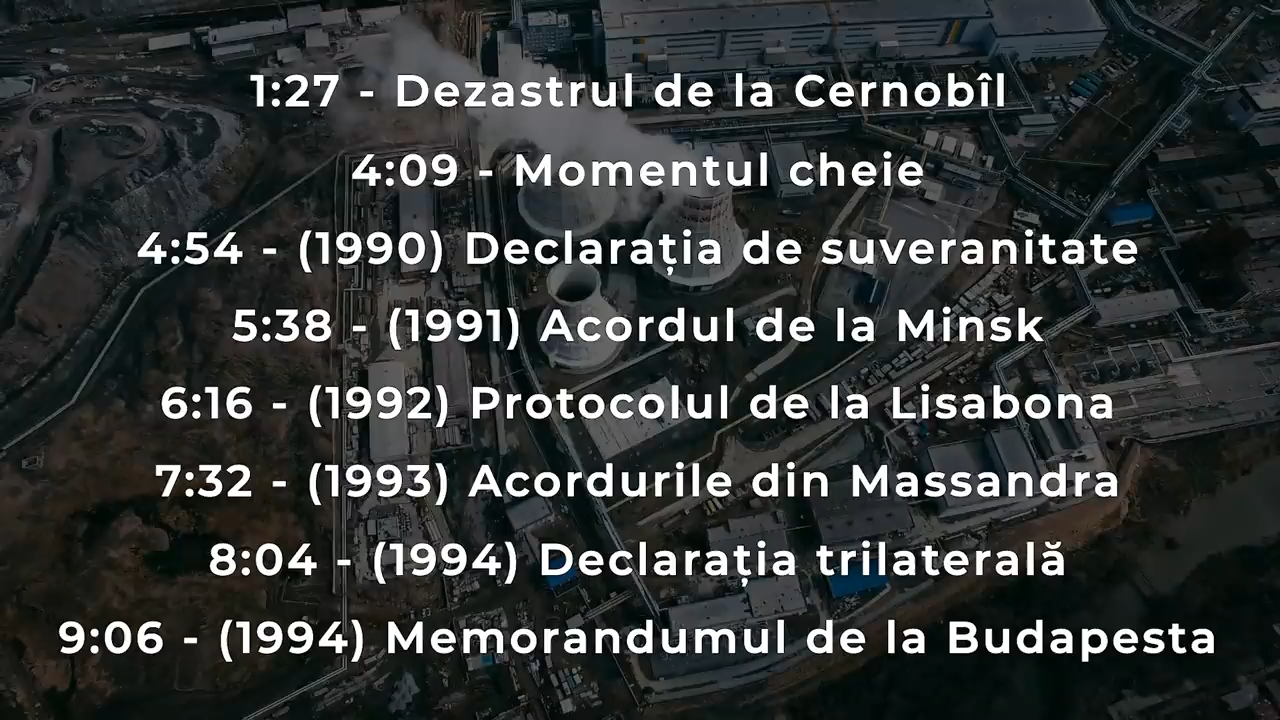 1:27 - Dezastrul de la Cernobîl
4:09 - Momentul cheie
4:54 - (1990) Declarația de suveranitate
5:38 - (1991) Acordul de la Minsk
6:16 - (1992) Protocolul de la Lisabona
7:32 - (1993) Acordurile din Massandra
8:04 - (1994) Declarația trilaterală
9:06 - (1994) Memorandumul de la Budapesta